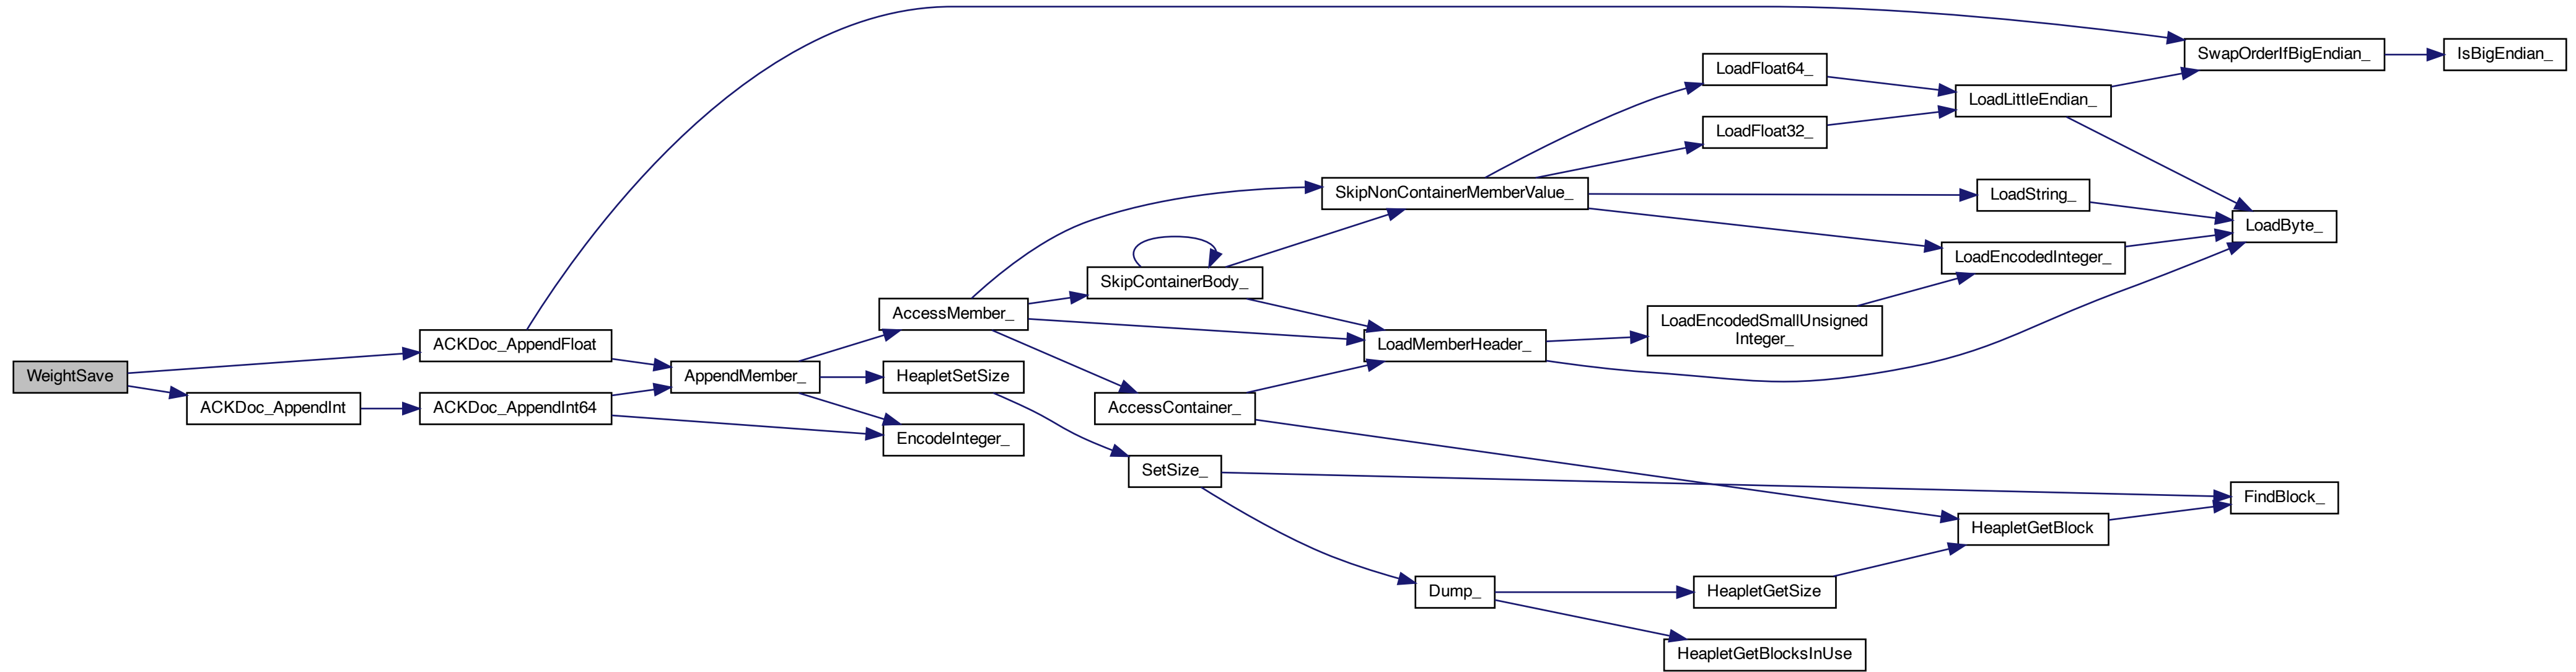 WeightSave
ACKDoc_AppendFloat
ACKDoc_AppendInt
ACKDoc_AppendInt64
AppendMember_
AccessMember_
HeapletSetSize
EncodeInteger_
SkipContainerBody_
AccessContainer_
SetSize_
SkipNonContainerMemberValue_
LoadMemberHeader_
Dump_
LoadFloat64_
LoadFloat32_
LoadEncodedSmallUnsigned
Integer_
HeapletGetSize
HeapletGetBlocksInUse
LoadLittleEndian_
LoadString_
LoadEncodedInteger_
HeapletGetBlock
SwapOrderIfBigEndian_
LoadByte_
FindBlock_
IsBigEndian_